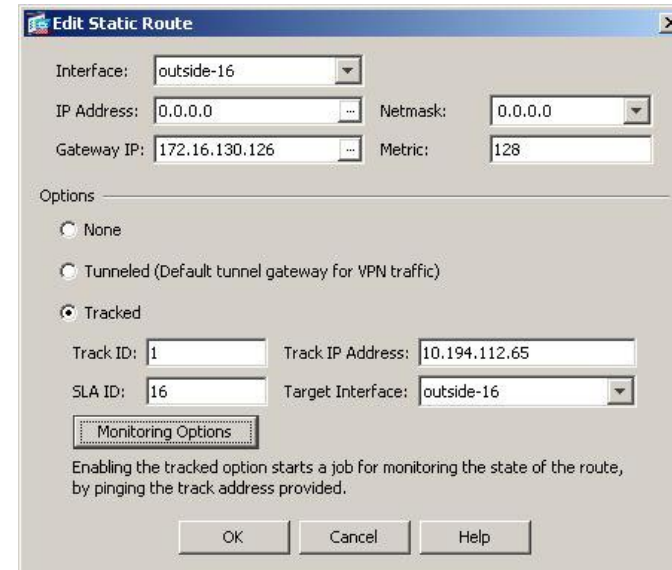 Edit Static Route
Interface: outside-16
IP Address: 0.0.0.0 ... Netmask: 0.0.0.0
Gateway IP: 172.16.130.126 ... Metric: 128
Options
None
Tunneled (Default tunnel gateway for VPN traffic)
Tracked
Track ID: 1 Track IP Address: 10.194.112.65
SLA ID: 16 Target Interface: outside-16
Monitoring Options
Enabling the tracked option starts a job for monitoring the state of the route,
by pinging the track address provided.
OK Cancel Help